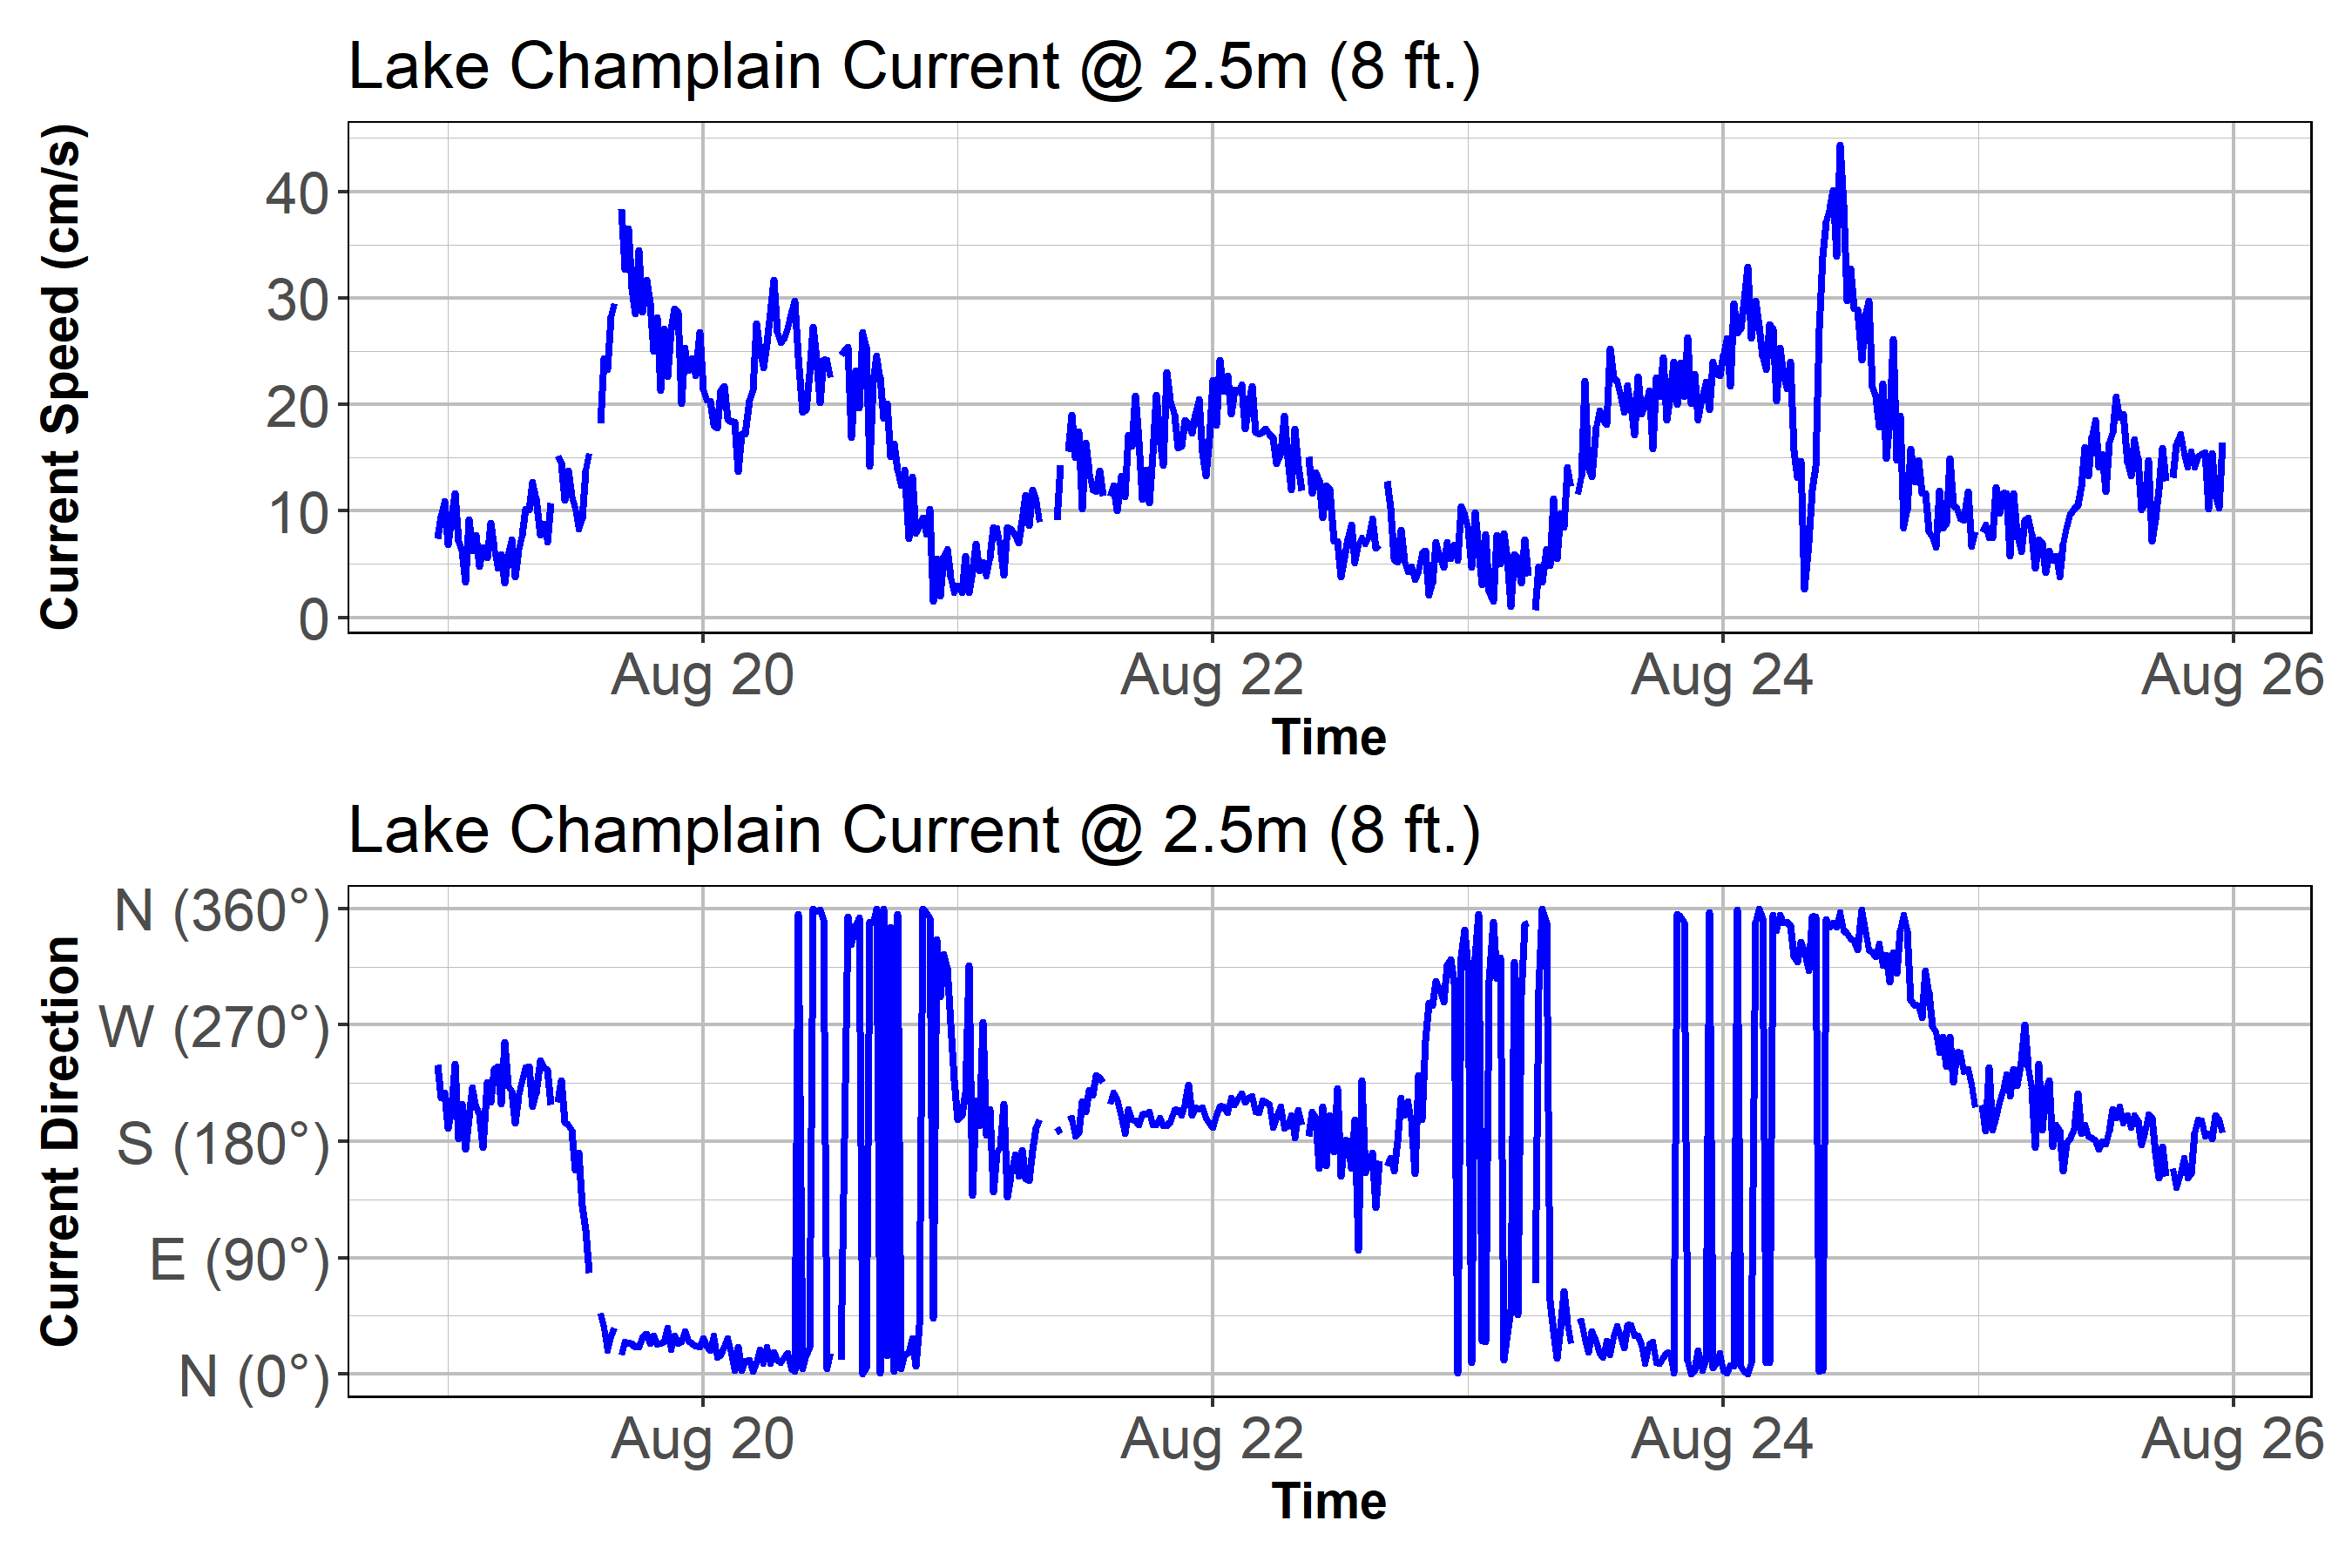 Lake Champlain Current @ 2.5m (8 ft.)
Current Speed (cm/s)
40
30
20
10
0
Aug 20 Aug 22 Aug 24 Aug 26
Time
Lake Champlain Current @ 2.5m (8 ft.)
Current Direction
N (360°)
W (270°)
S (180°)
E (90°)
N (0°)
Aug 20 Aug 22 Aug 24 Aug 26
Time